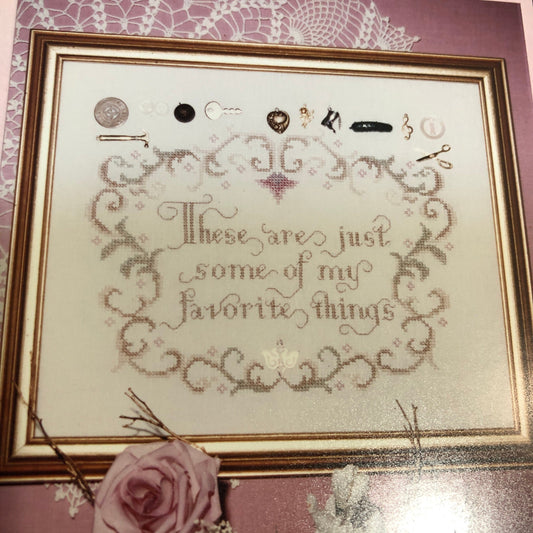 These are just
some of my
favorite things